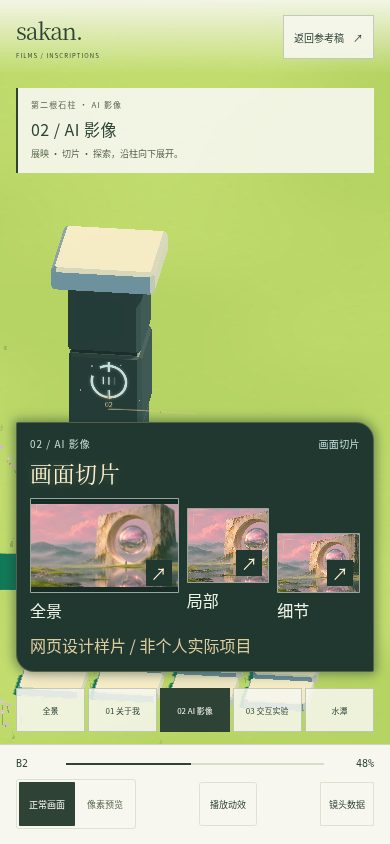 sakan.
返回参考稿 ↗
FILMS / INSCRIPTIONS
第二根石柱 · AI 影像
02 / AI 影像
展映 · 切片 · 探索，沿柱向下展开。
02
02 / AI 影像
画面切片
画面切片
全景
局部
细节
网页设计样片 / 非个人实际项目
全景
01 关于我
02 AI 影像
03 交互实验
水潭
B2
48%
正常画面
像素预览
播放动效
镜头数据